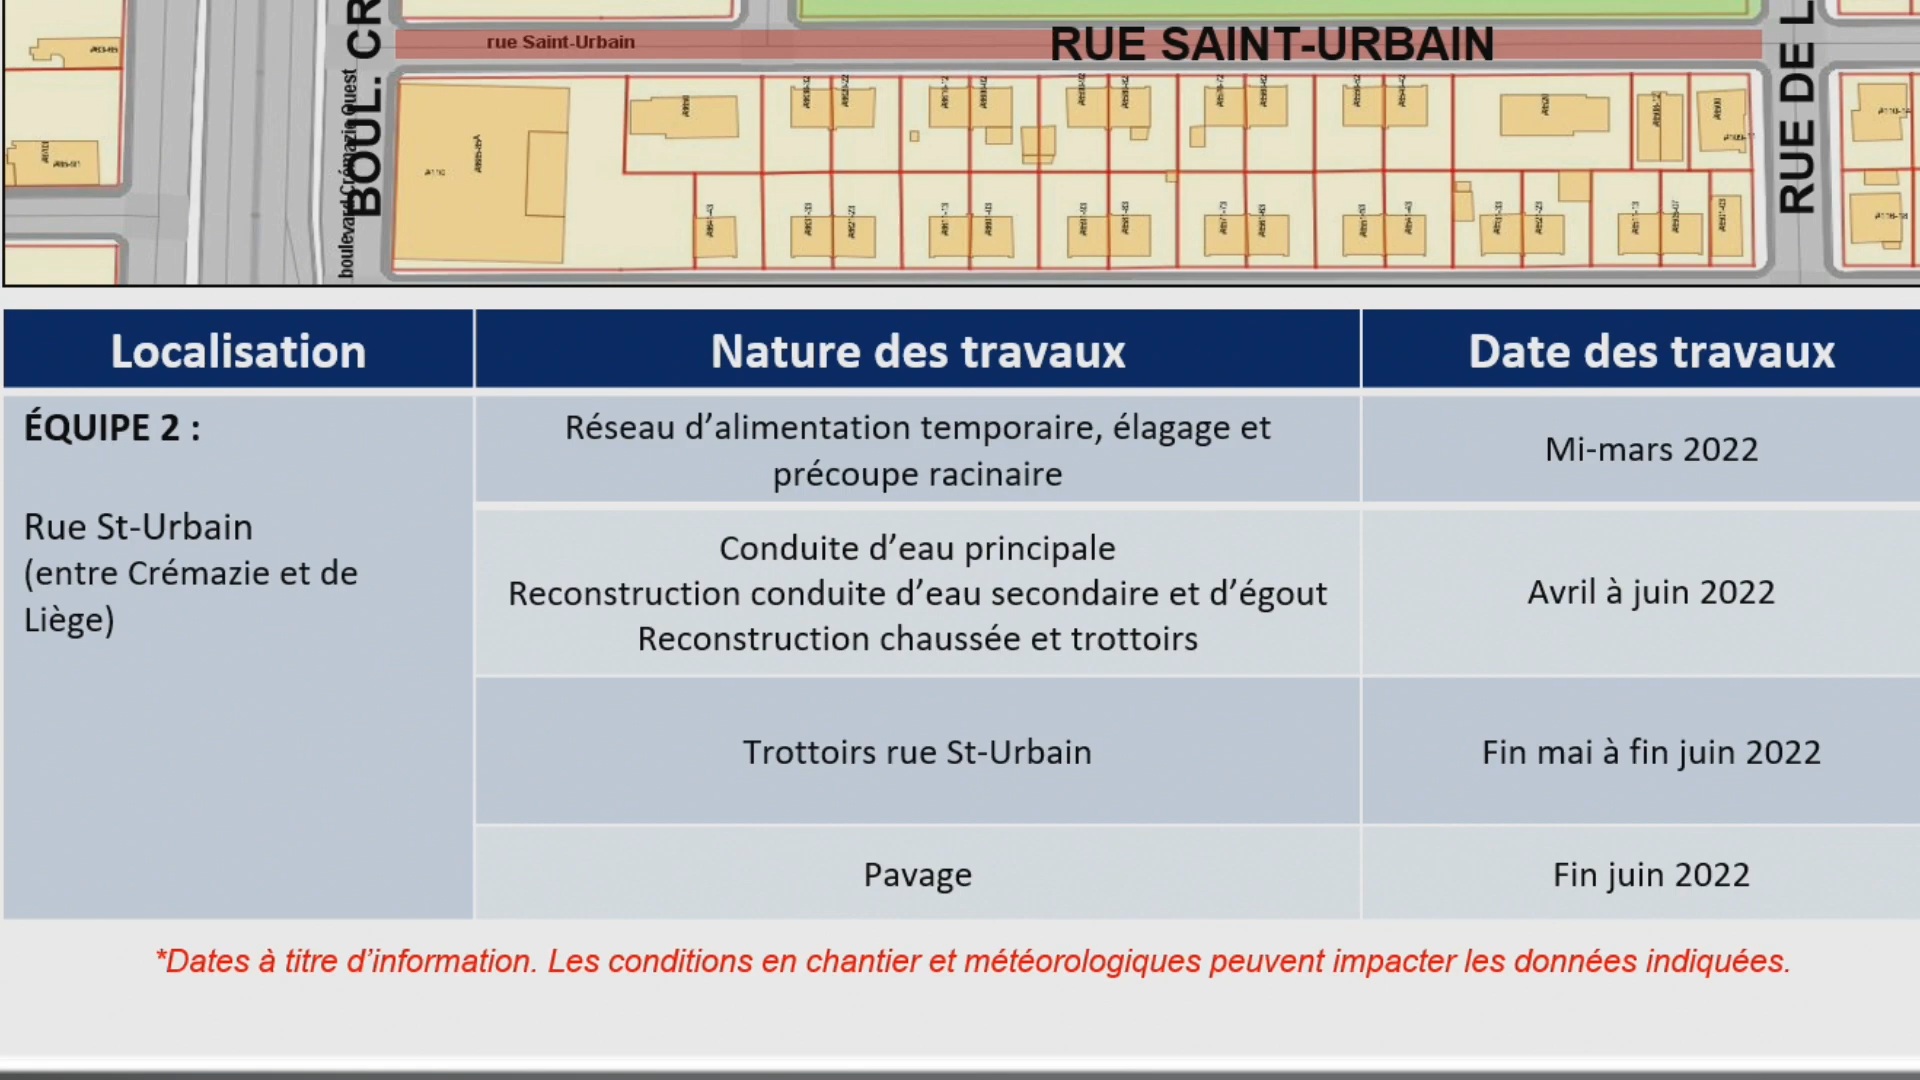 rue Saint-Urbain
RUE SAINT-URBAIN
BOUL. CR
boulevard Crémazie Ouest
RUE DE L
Localisation
Nature des travaux
Date des travaux
ÉQUIPE 2 :
Rue St-Urbain
(entre Crémazie et de
Liège)
Réseau d’alimentation temporaire, élagage et
précoupe racinaire
Mi-mars 2022
Conduite d’eau principale
Reconstruction conduite d’eau secondaire et d’égout
Reconstruction chaussée et trottoirs
Avril à juin 2022
Trottoirs rue St-Urbain
Fin mai à fin juin 2022
Pavage
Fin juin 2022
*Dates à titre d’information. Les conditions en chantier et météorologiques peuvent impacter les données indiquées.